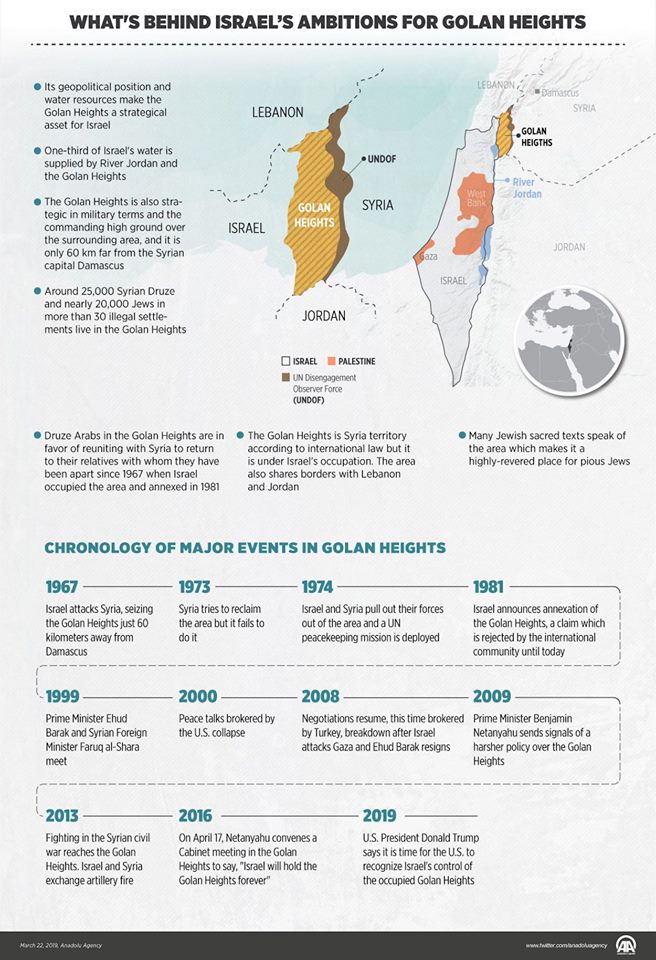 WHAT'S BEHIND ISRAEL'S AMBITIONS FOR GOLAN HEIGHTS
Its geopolitical position and
water resources make the
Golan Heights a strategical
asset for Israel
One-third of Israel's water is
supplied by River Jordan and
the Golan Heights
The Golan Heights is also stra-
tegic in military terms and the
commanding high ground over
the surrounding area, and it is
only 60 km far from the Syrian
capital Damascus
Around 25,000 Syrian Druze
and nearly 20,000 Jews in
more than 30 illegal settle-
ments live in the Golan Heights
LEBANON
UNDOF
GOLAN
HEIGHTS
SYRIA
ISRAEL
JORDAN
LEBANON
Damascus
SYRIA
GOLAN
HEIGTHS
River
Jordan
West
Bank
Gaza
JORDAN
ISRAEL
ISRAEL
PALESTINE
UN Disengagement
Observer Force
(UNDOF)
Druze Arabs in the Golan Heights are in
favor of reuniting with Syria to return
to their relatives with whom they have
been apart since 1967 when Israel
occupied the area and annexed in 1981
The Golan Heights is Syria territory
according to international law but it
is under Israel's occupation. The area
also shares borders with Lebanon
and Jordan
Many Jewish sacred texts speak of
the area which makes it a
highly-revered place for pious Jews
CHRONOLOGY OF MAJOR EVENTS IN GOLAN HEIGHTS
1967
Israel attacks Syria, seizing
the Golan Heights just 60
kilometers away from
Damascus
1973
Syria tries to reclaim
the area but it fails to
do it
1974
Israel and Syria pull out their forces
out of the area and a UN
peacekeeping mission is deployed
1981
Israel announces annexation of
the Golan Heights, a claim which
is rejected by the international
community until today
1999
Prime Minister Ehud
Barak and Syrian Foreign
Minister Faruq al-Shara
meet
2000
Peace talks brokered by
the U.S. collapse
2008
Negotiations resume, this time brokered
by Turkey, breakdown after Israel
attacks Gaza and Ehud Barak resigns
2009
Prime Minister Benjamin
Netanyahu sends signals of a
harsher policy over the Golan
Heights
2013
Fighting in the Syrian civil
war reaches the Golan
Heights. Israel and Syria
exchange artillery fire
2016
On April 17, Netanyahu convenes a
Cabinet meeting in the Golan
Heights to say, "Israel will hold the
Golan Heights forever"
2019
U.S. President Donald Trump
says it is time for the U.S. to
recognize Israel's control of
the occupied Golan Heights
March 22, 2019, Anadolu Agency
www.twitter.com/anadoluagency
AA